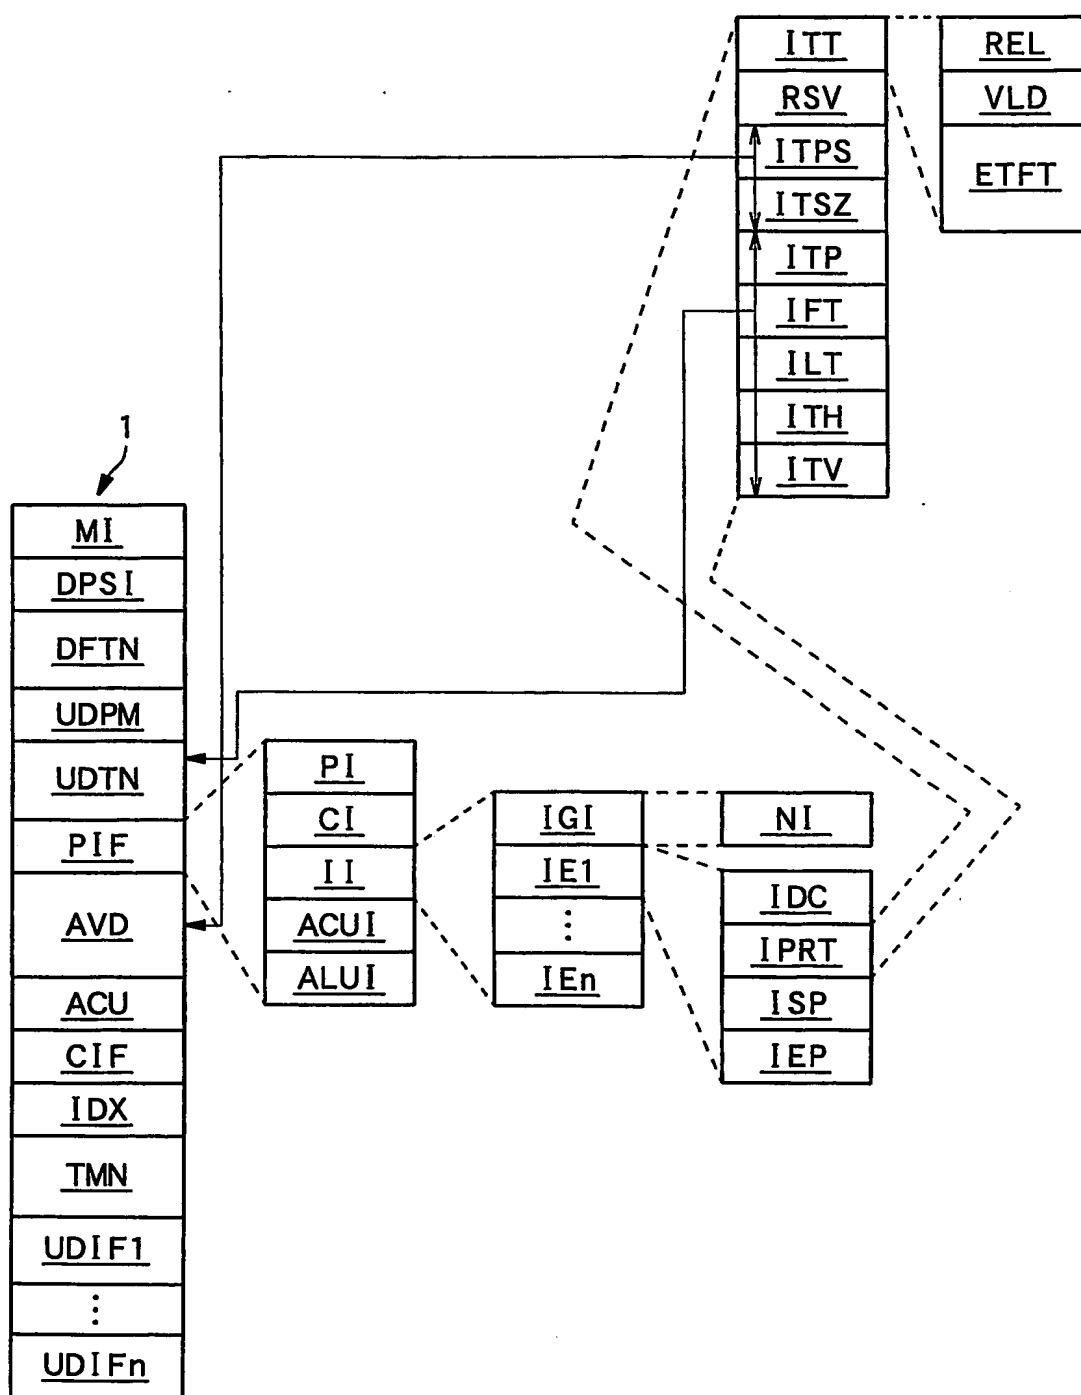 ITT
RSV
ITPS
ITSZ
ITP
IFT
ILT
ITH
ITV
REL
VLD
ETFT
1
MI
DPSI
DFTN
UDPM
UDTN
PIF
AVD
ACU
CIF
IDX
TMN
UDIF1
⋮
UDIFn
PI
CI
II
ACUI
ALUI
IGI
IE1
⋮
IEn
NI
IDC
IPRT
ISP
IEP